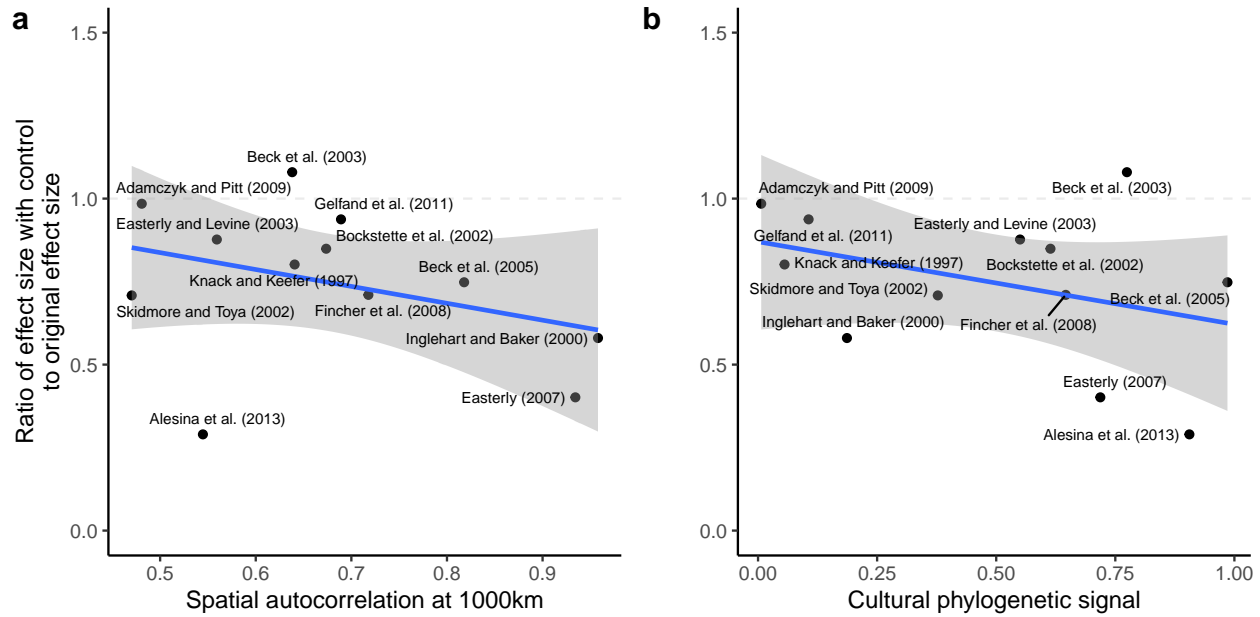 a
Ratio of effect size with control
to original effect size
1.5
1.0
0.5
0.0
Beck et al. (2003)
Adamczyk and Pitt (2009)
Gelfand et al. (2011)
Easterly and Levine (2003)
Bockstette et al. (2002)
Beck et al. (2005)
Knack and Keefer (1997)
Skidmore and Toya (2002)
Fincher et al. (2008)
Inglehart and Baker (2000)
Easterly (2007)
Alesina et al. (2013)
0.5
0.6
0.7
0.8
0.9
Spatial autocorrelation at 1000km
b
1.5
1.0
0.5
0.0
Adamczyk and Pitt (2009)
Beck et al. (2003)
Easterly and Levine (2003)
Gelfand et al. (2011)
Knack and Keefer (1997)
Bockstette et al. (2002)
Skidmore and Toya (2002)
Beck et al. (2005)
Inglehart and Baker (2000)
Fincher et al. (2008)
Easterly (2007)
Alesina et al. (2013)
0.00
0.25
0.50
0.75
1.00
Cultural phylogenetic signal